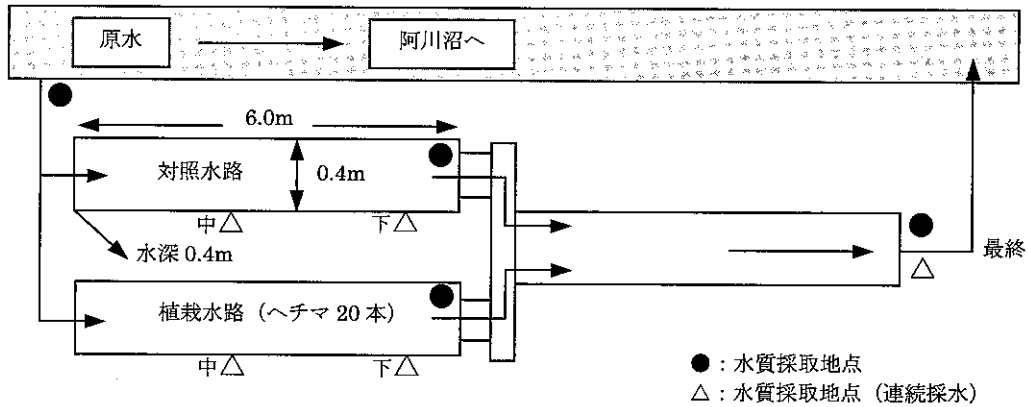 原水
阿川沼へ
6.0m
対照水路
0.4m
中△
下△
水深 0.4m
最終
植栽水路（ヘチマ 20 本）
中△
下△
●：水質採取地点
△：水質採取地点（連続採水）